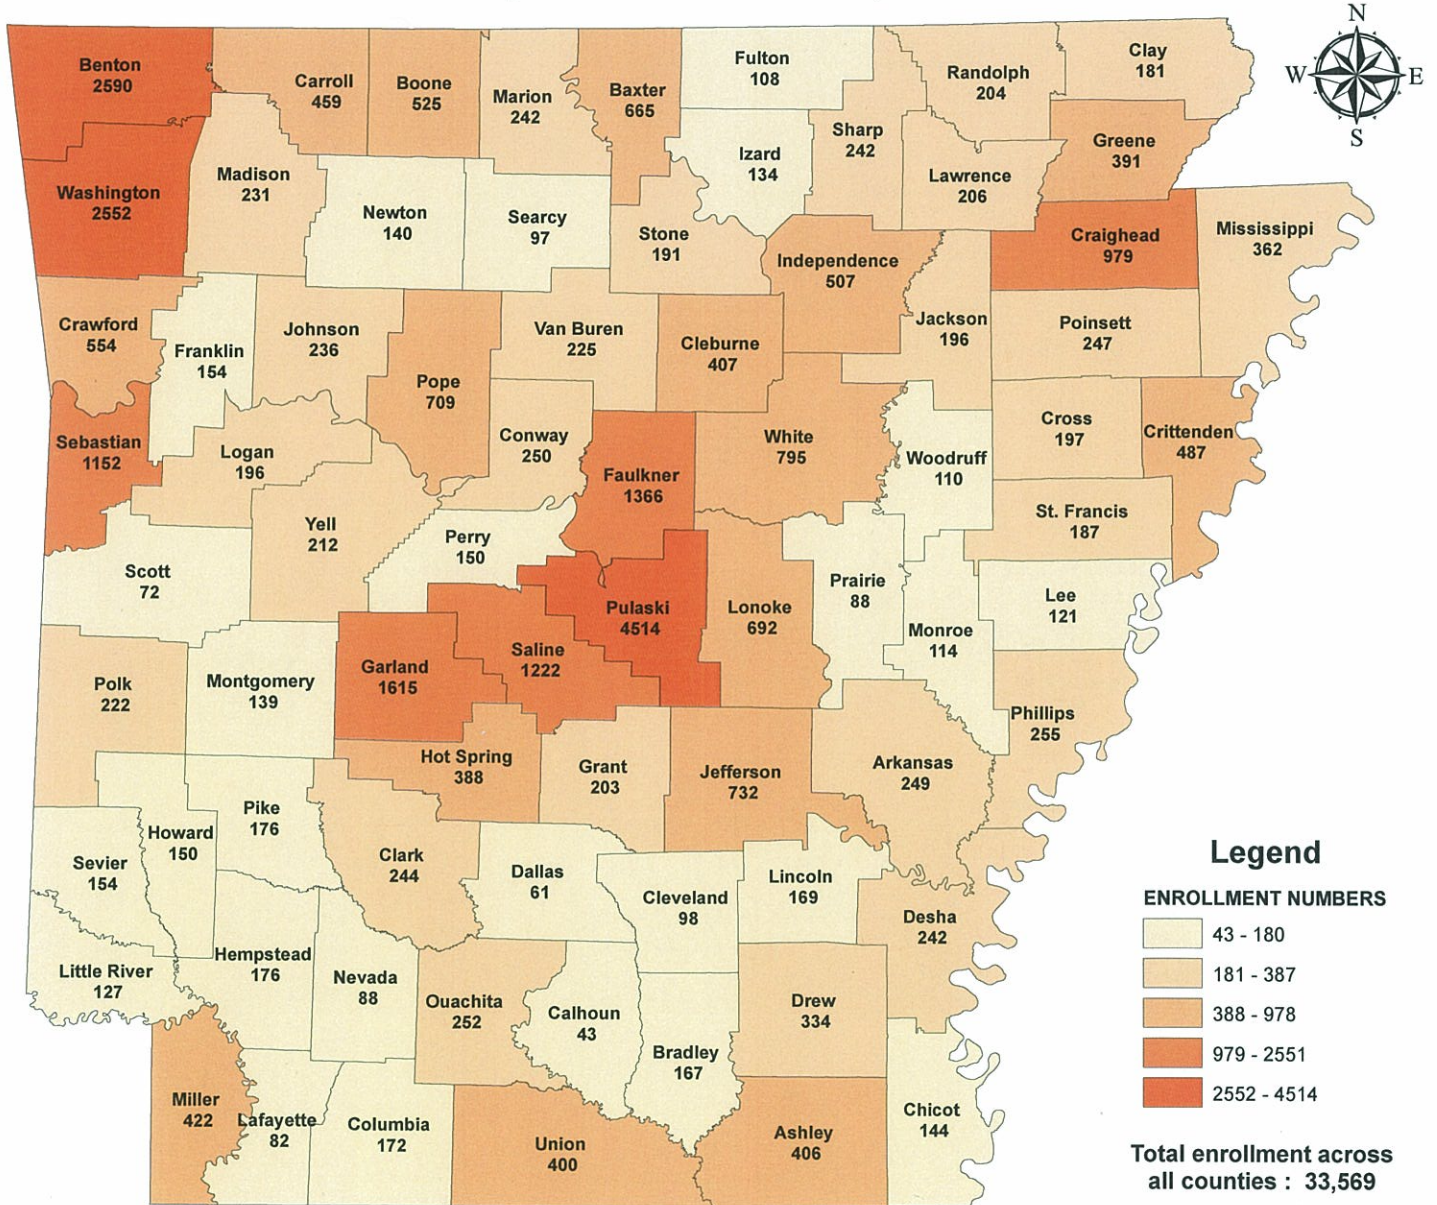 N
W
E
S
Benton
2590
Carroll
459
Boone
525
Marion
242
Baxter
665
Fulton
108
Randolph
204
Clay
181
Washington
2552
Madison
231
Newton
140
Searcy
97
Stone
191
Izard
134
Sharp
242
Lawrence
206
Greene
391
Independence
507
Craighead
979
Mississippi
362
Crawford
554
Franklin
154
Johnson
236
Pope
709
Van Buren
225
Cleburne
407
Jackson
196
Poinsett
247
Sebastian
1152
Logan
196
Conway
250
Faulkner
1366
White
795
Woodruff
110
Cross
197
Crittenden
487
Scott
72
Yell
212
Perry
150
St. Francis
187
Pulaski
4514
Lonoke
692
Prairie
88
Monroe
114
Lee
121
Polk
222
Montgomery
139
Garland
1615
Saline
1222
Phillips
255
Hot Spring
388
Grant
203
Jefferson
732
Arkansas
249
Sevier
154
Howard
150
Pike
176
Clark
244
Dallas
61
Cleveland
98
Lincoln
169
Desha
242
Little River
127
Hempstead
176
Nevada
88
Ouachita
252
Calhoun
43
Bradley
167
Drew
334
Miller
422
Lafayette
82
Columbia
172
Union
400
Ashley
406
Chicot
144
Legend
ENROLLMENT NUMBERS
43 - 180
181 - 387
388 - 978
979 - 2551
2552 - 4514
Total enrollment across
all counties : 33,569